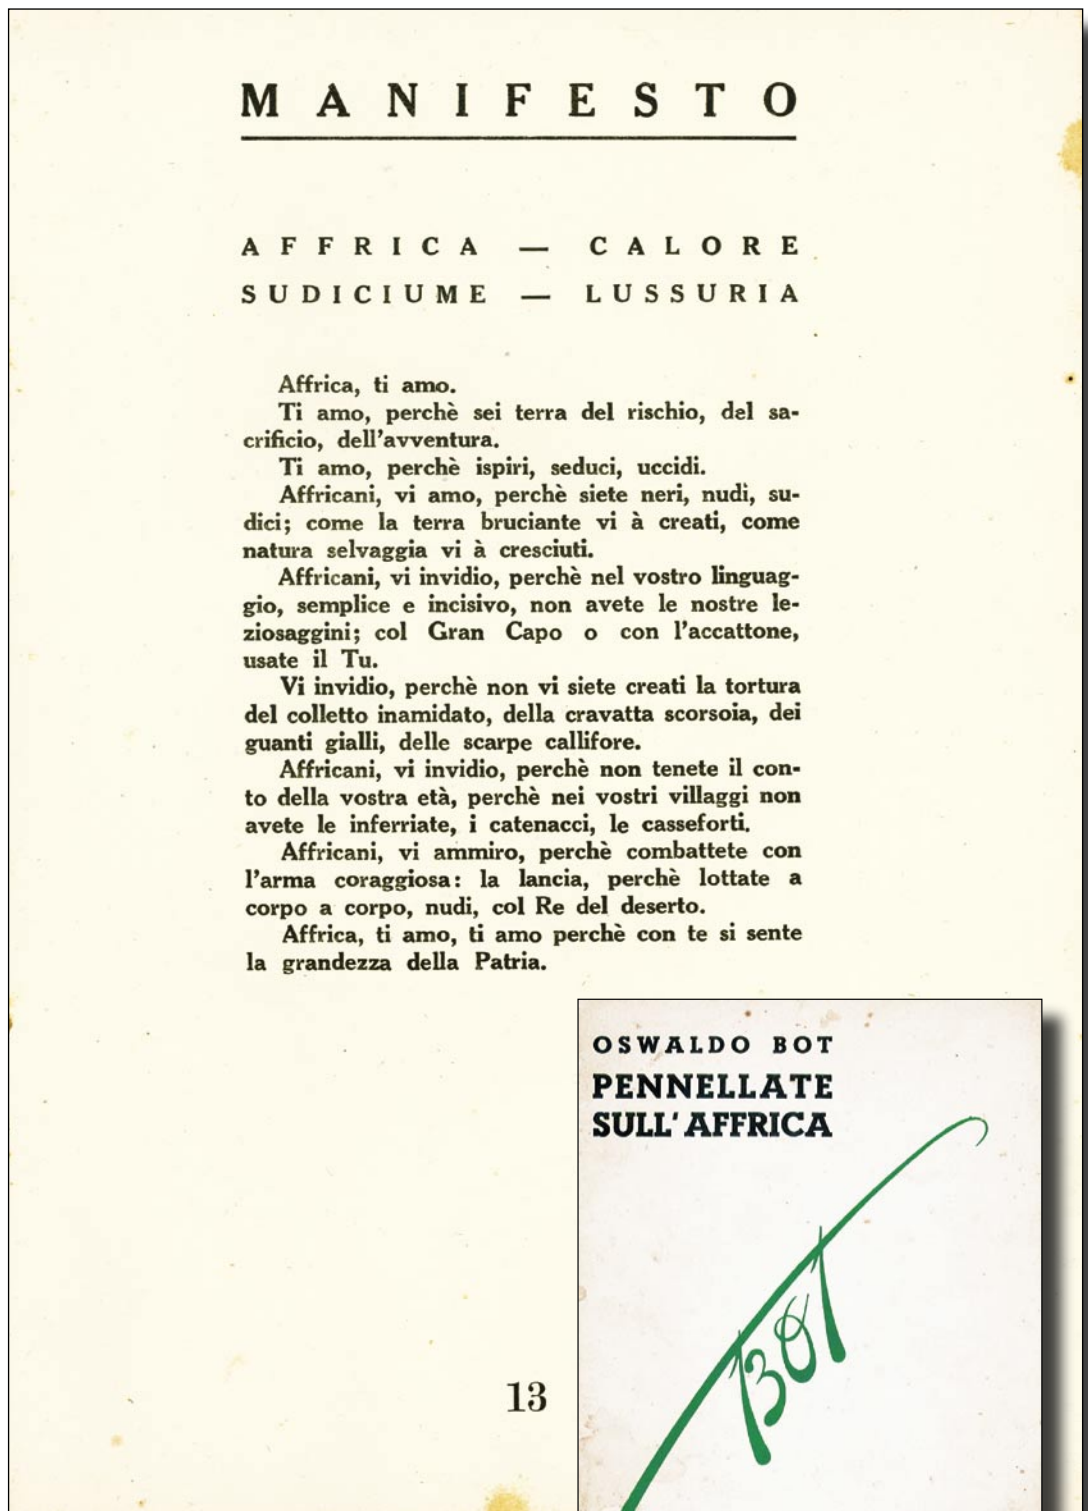 MANIFESTO
AFFRICA — CALORE
SUDICIUME — LUSSURIA
Affrica, ti amo.
Ti amo, perchè sei terra del rischio, del sa-
crificio, dell'avventura.
Ti amo, perchè ispiri, seduci, uccidi.
Affricani, vi amo, perchè siete neri, nudi, su-
dici; come la terra bruciante vi à creati, come
natura selvaggia vi à cresciuti.
Affricani, vi invidio, perchè nel vostro linguag-
gio, semplice e incisivo, non avete le nostre le-
ziosaggini; col Gran Capo o con l'accattone,
usate il Tu.
Vi invidio, perchè non vi siete creati la tortura
del colletto inamidato, della cravatta scorsoia, dei
guanti gialli, delle scarpe callifore.
Affricani, vi invidio, perchè non tenete il con-
to della vostra età, perchè nei vostri villaggi non
avete le inferriate, i catenacci, le casseforti.
Affricani, vi ammiro, perchè combattete con
l'arma coraggiosa: la lancia, perchè lottate a
corpo a corpo, nudi, col Re del deserto.
Affrica, ti amo, ti amo perchè con te si sente
la grandezza della Patria.
13
OSWALDO BOT
PENNELLATE
SULL'AFFRICA
BOT